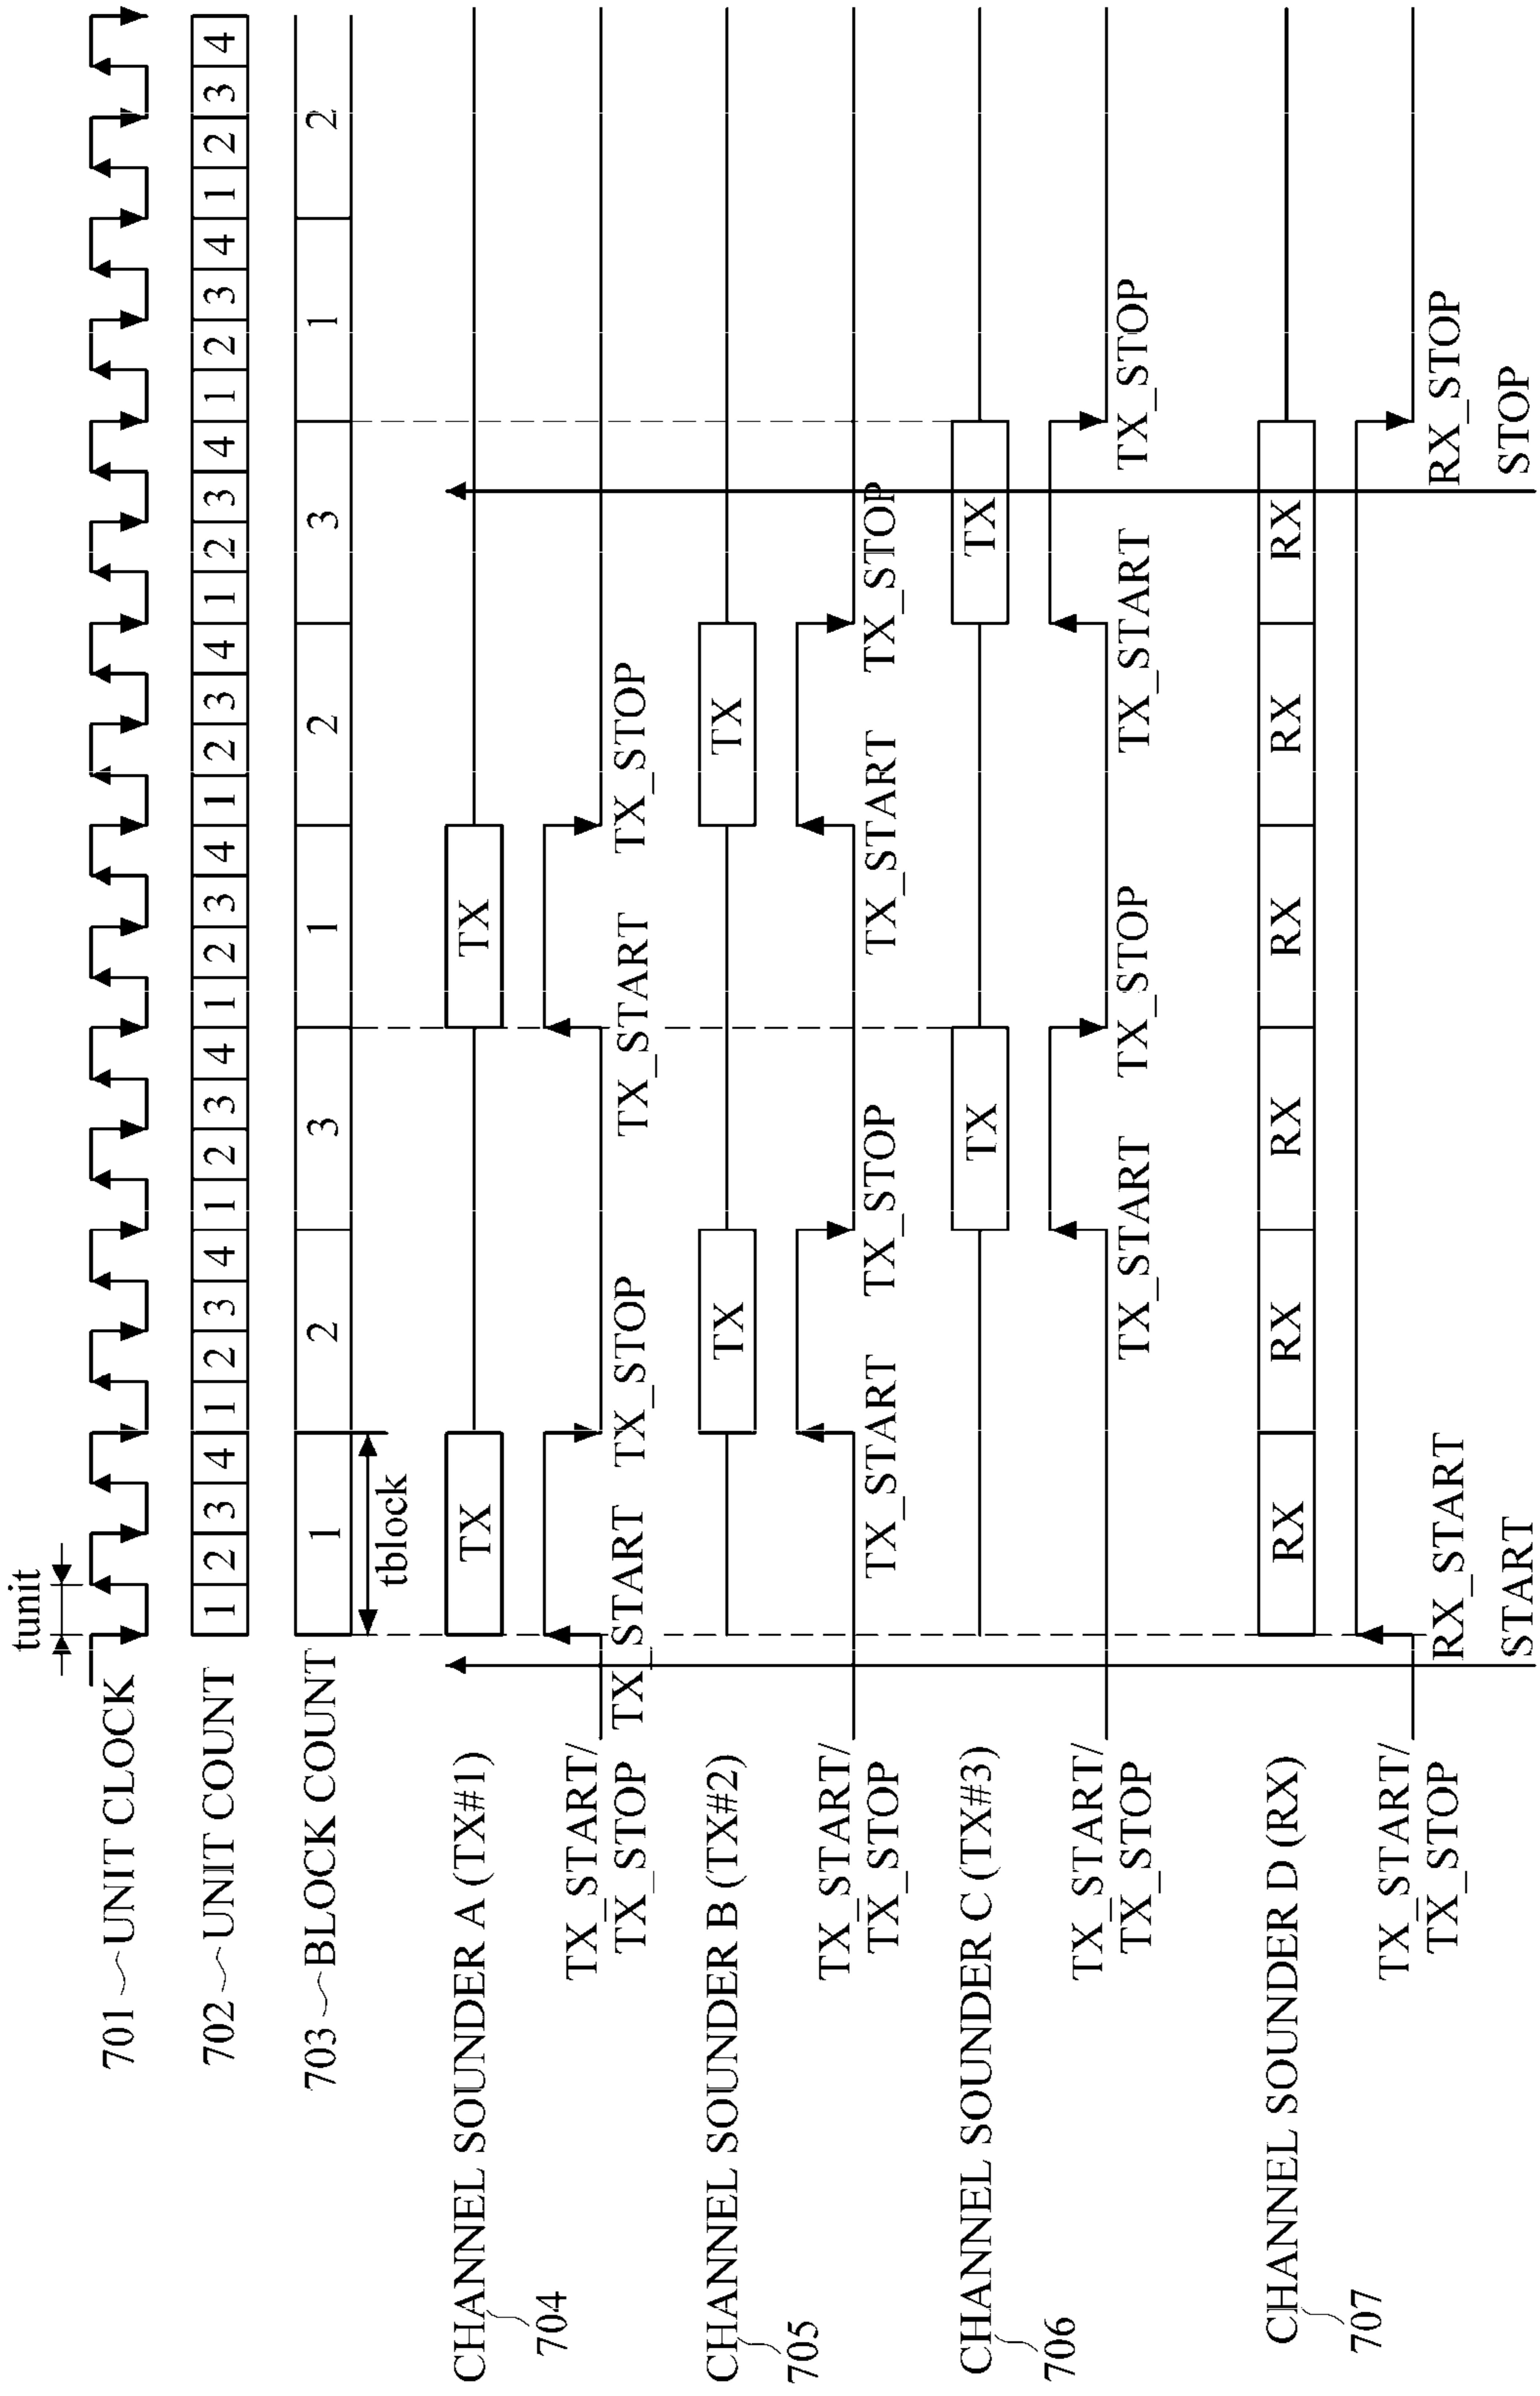 tunit
701 UNIT CLOCK
702 UNIT COUNT 1 2 3 4 1 2 3 4 1 2 3 4 1 2 3 4 1 2 3 4 1 2 3 4 1 2 3 4 1 2 3 4
703 BLOCK COUNT 1 2 3 1 2 3 1 2
tblock
CHANNEL SOUNDER A (TX#1) TX TX
704
TX_START/
TX_STOP
TX_START TX_STOP TX_START TX_STOP
CHANNEL SOUNDER B (TX#2) TX TX
705
TX_START/
TX_STOP
TX_START TX_STOP TX_START TX_STOP
CHANNEL SOUNDER C (TX#3) TX TX
706
TX_START/
TX_STOP
TX_START TX_STOP TX_START TX_STOP
CHANNEL SOUNDER D (RX) RX RX RX RX RX RX
707
TX_START/
TX_STOP
RX_START RX_STOP
START STOP